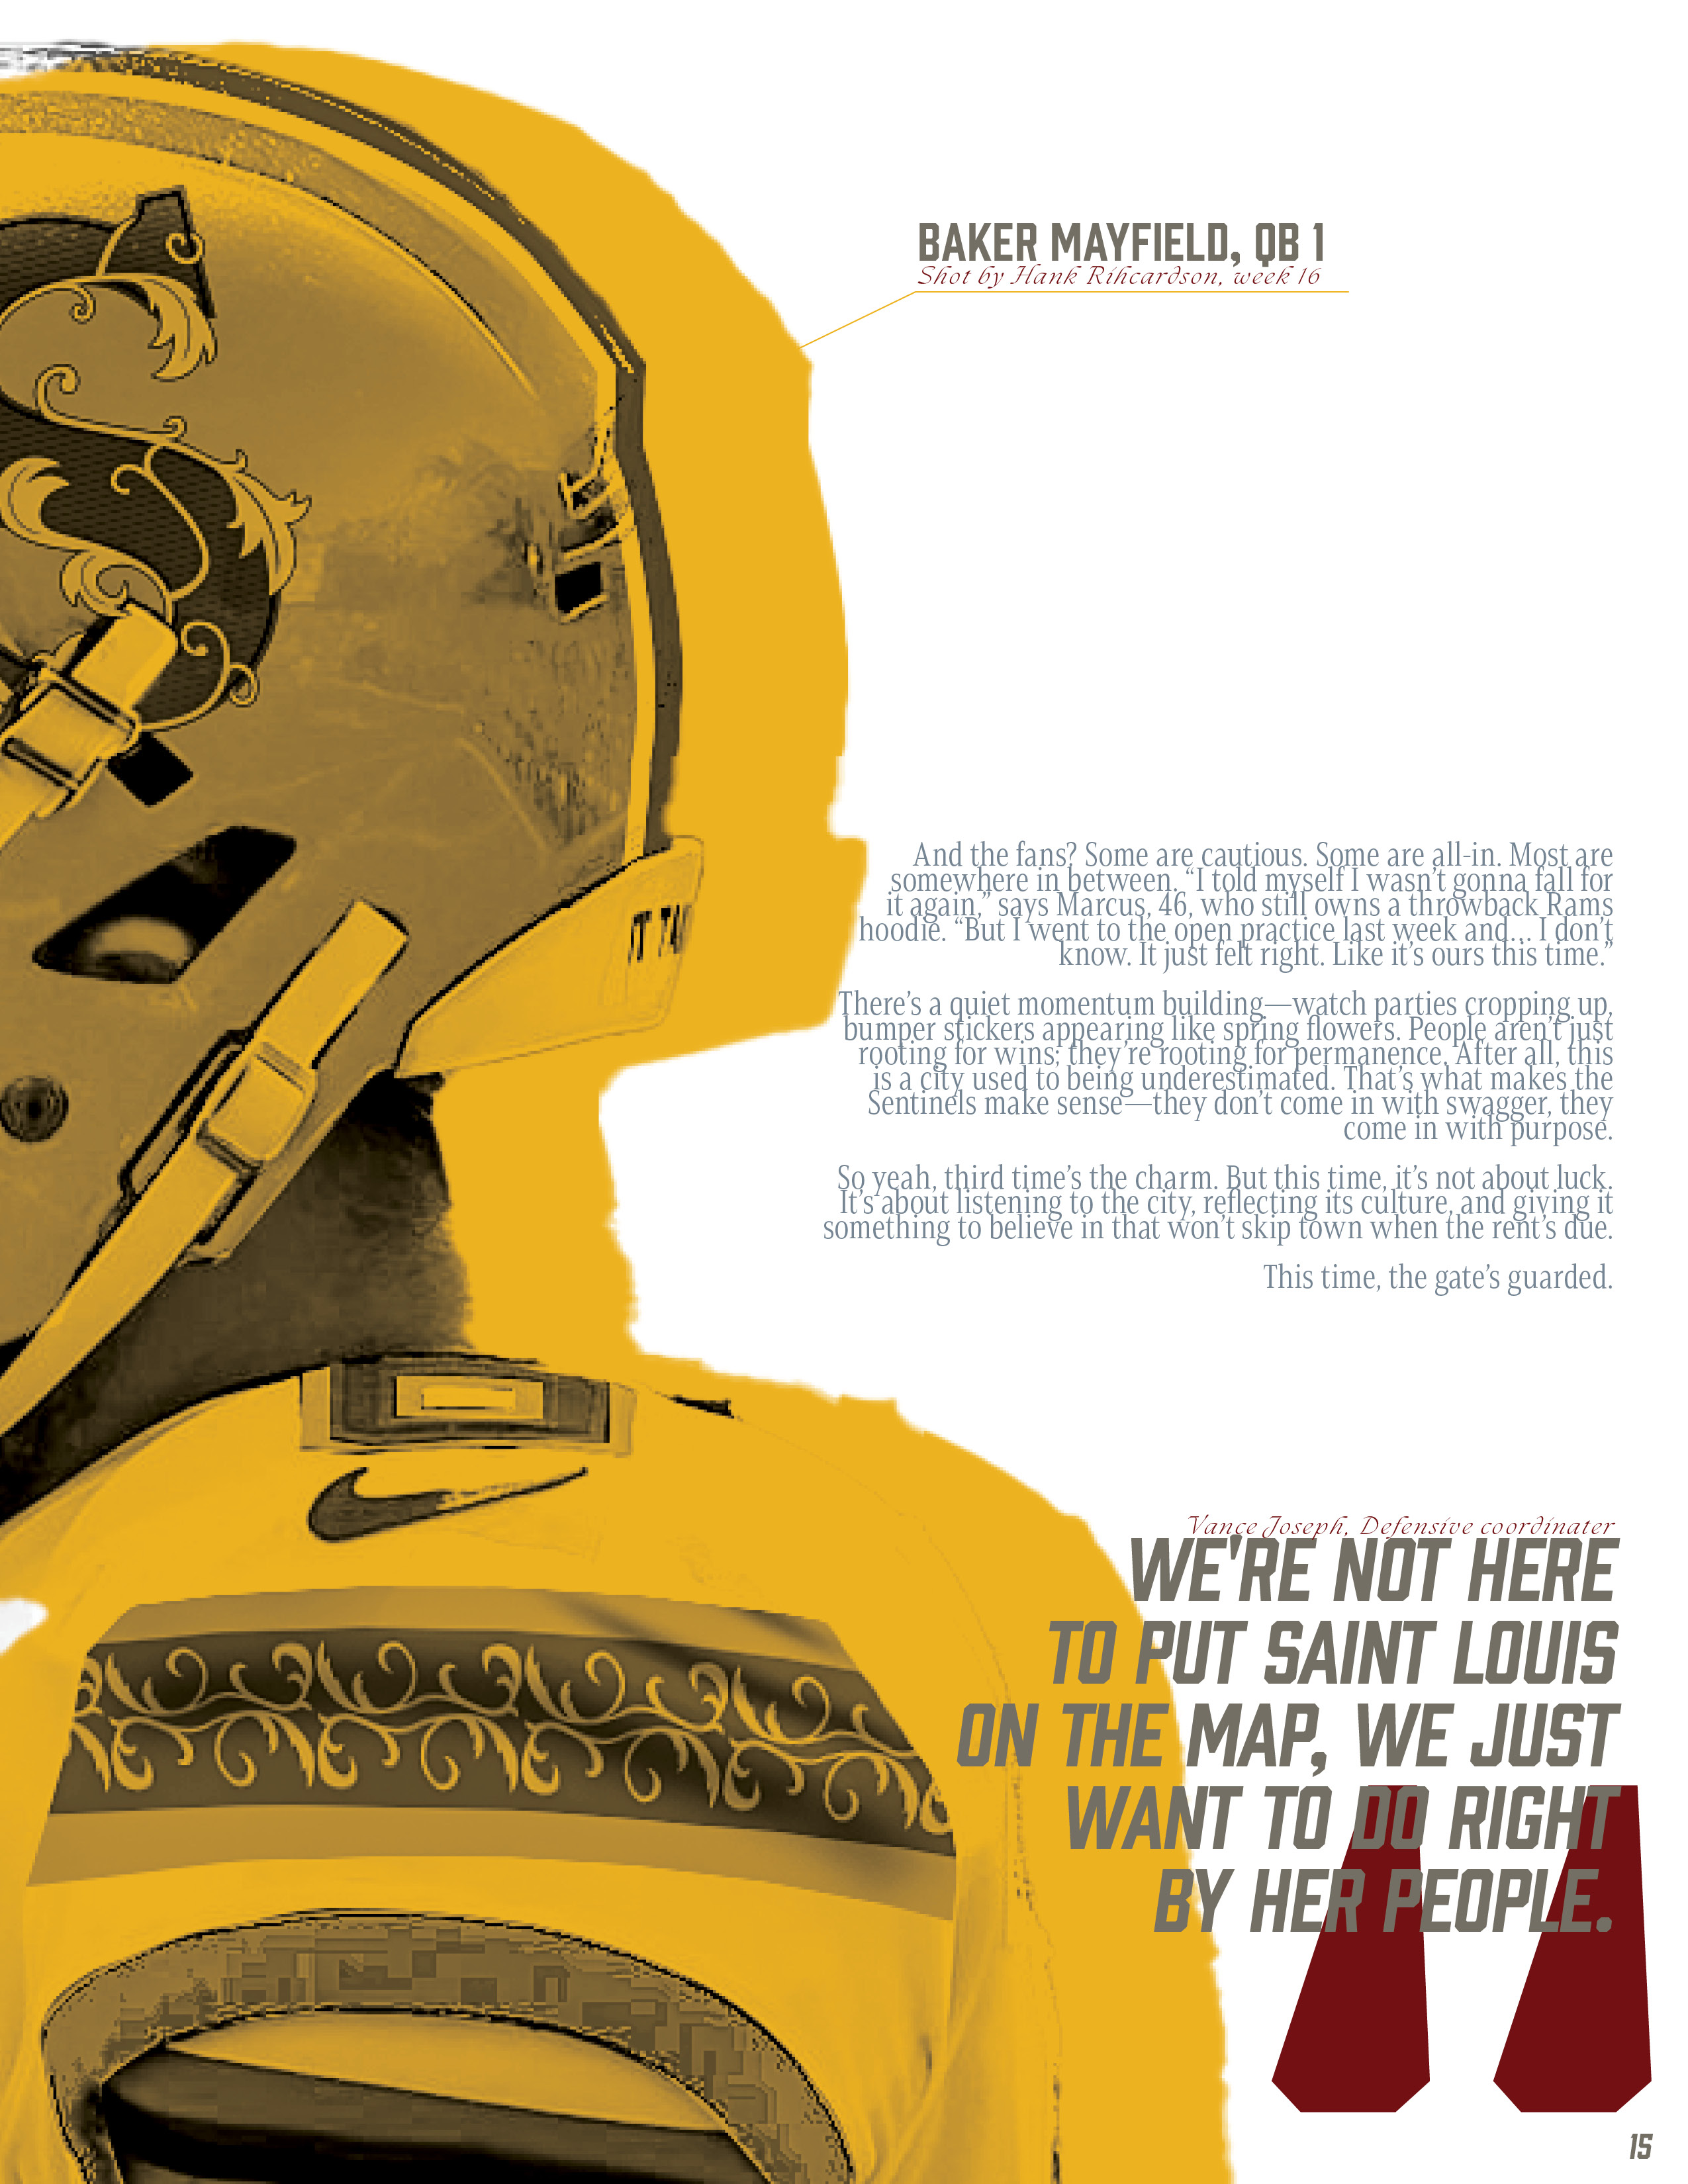 BAKER MAYFIELD, QB 1
Shot by Hank Rihcardson, week 16
And the fans? Some are cautious. Some are all-in. Most are
somewhere in between. “I told myself I wasn’t gonna fall for
it again,” says Marcus, 46, who still owns a throwback Rams
hoodie. “But I went to the open practice last week and… I don’t
know. It just felt right. Like it’s ours this time.”
There’s a quiet momentum building—watch parties cropping up,
bumper stickers appearing like spring flowers. People aren’t just
rooting for wins; they’re rooting for permanence. After all, this
is a city used to being underestimated. That’s what makes the
Sentinels make sense—they don’t come in with swagger, they
come in with purpose.
So yeah, third time’s the charm. But this time, it’s not about luck.
It’s about listening to the city, reflecting its culture, and giving it
something to believe in that won’t skip town when the rent’s due.
This time, the gate’s guarded.
Vance Joseph, Defensive coordinater
WE'RE NOT HERE
TO PUT SAINT LOUIS
ON THE MAP, WE JUST
WANT TO DO RIGHT
BY HER PEOPLE.
"
15